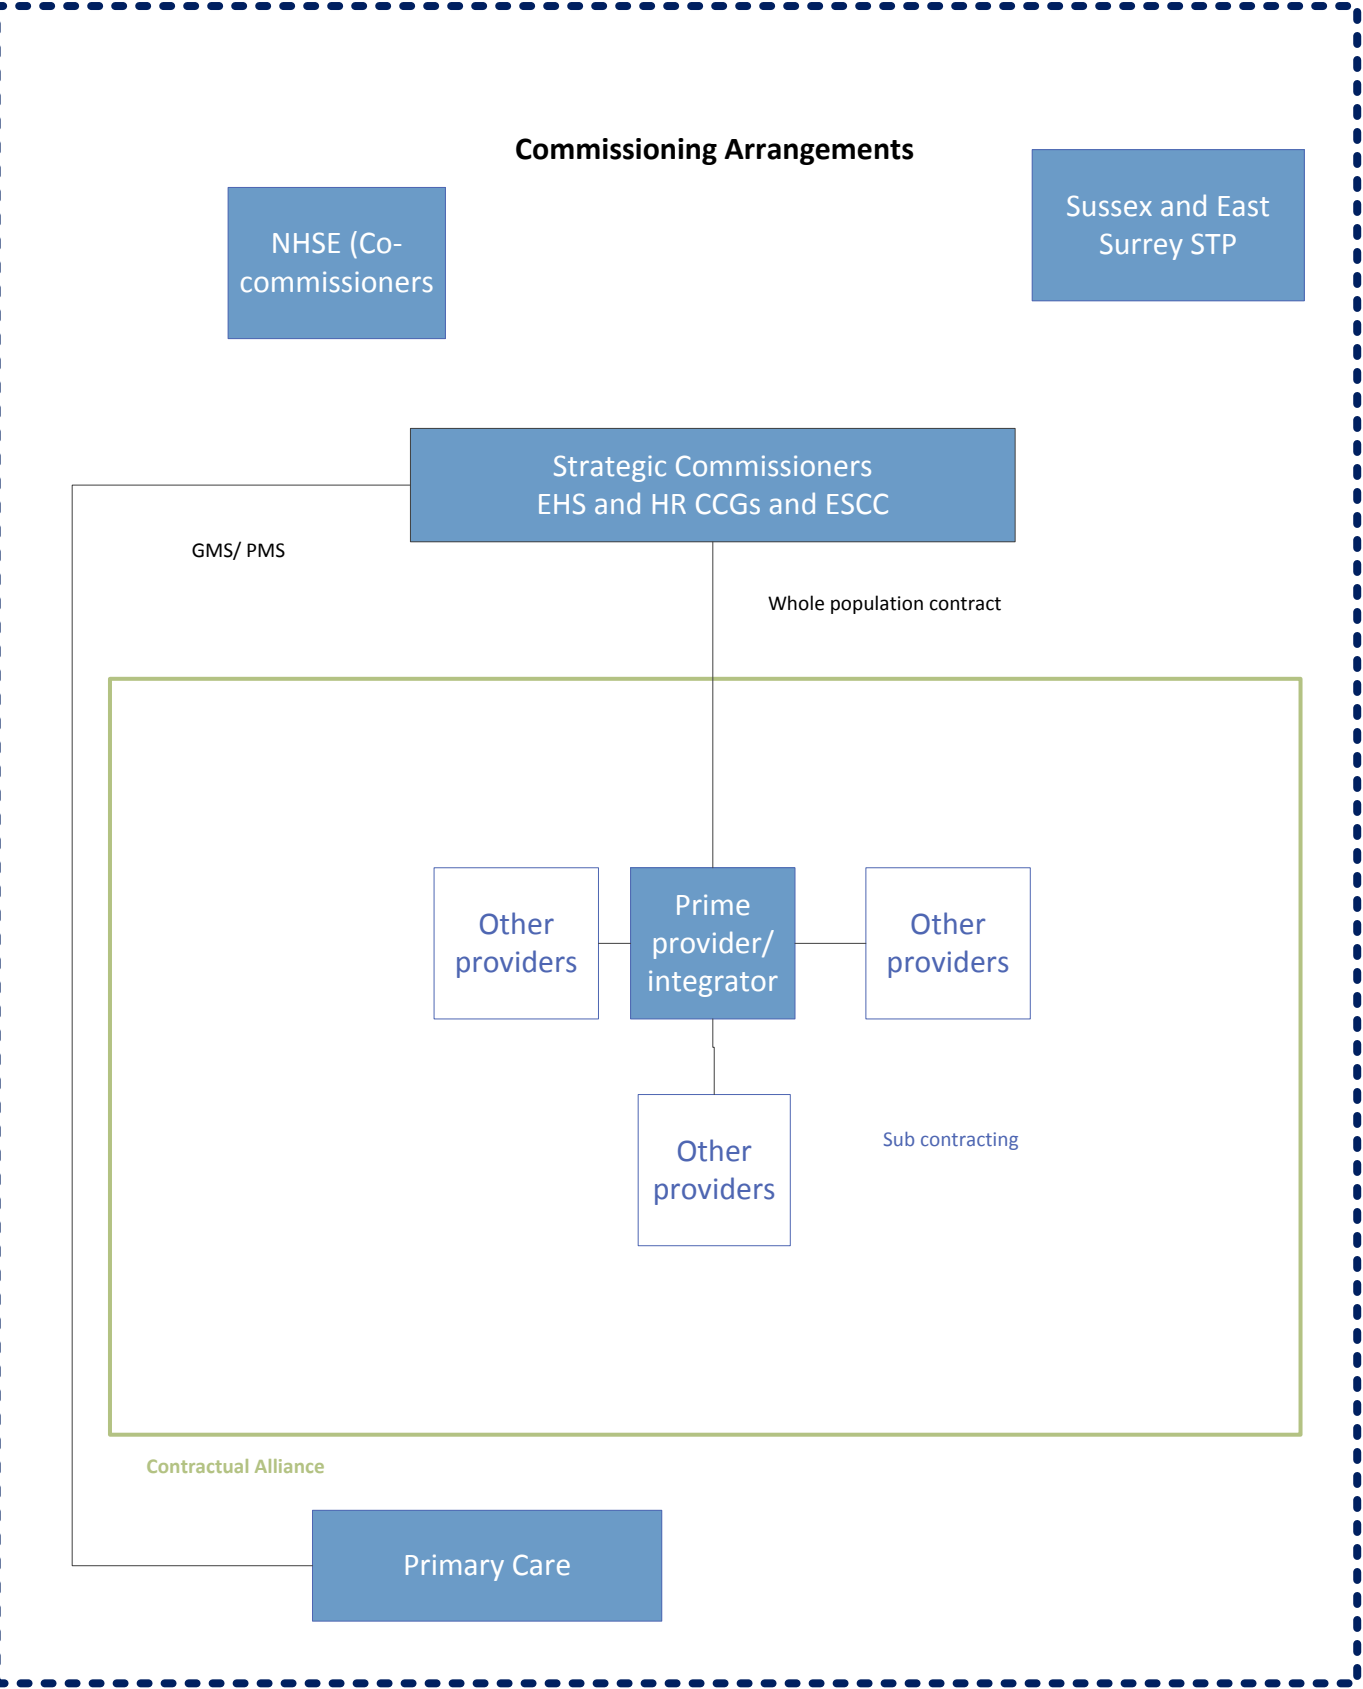 Commissioning Arrangements
Sussex and East
Surrey STP
NHSE (Co-
commissioners
Strategic Commissioners
EHS and HR CCGs and ESCC
GMS/ PMS
Whole population contract
Other
providers
Prime
provider/
integrator
Other
providers
Other
providers
Sub contracting
Contractual Alliance
Primary Care